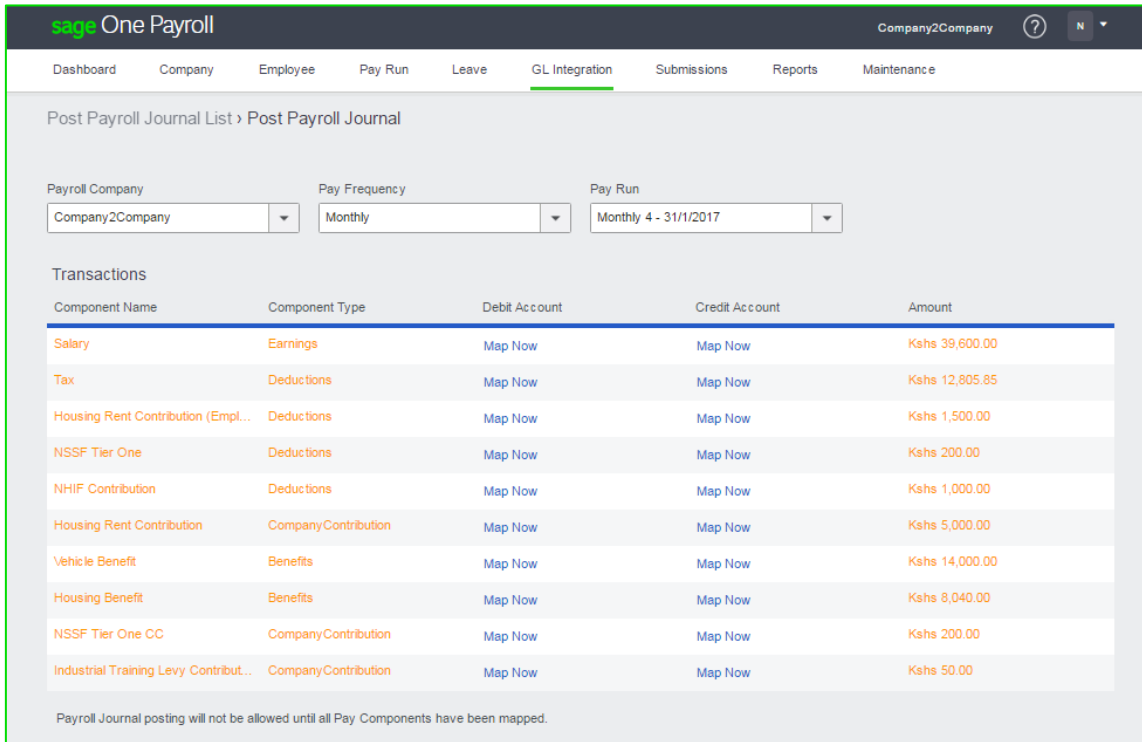 sage One Payroll Company2Company ? N
Dashboard Company Employee Pay Run Leave GL Integration Submissions Reports Maintenance
Post Payroll Journal List › Post Payroll Journal
Payroll Company Pay Frequency Pay Run
Company2Company Monthly Monthly 4 - 31/1/2017
Transactions
Component Name Component Type Debit Account Credit Account Amount
Salary Earnings Map Now Map Now Kshs 39,600.00
Tax Deductions Map Now Map Now Kshs 12,805.85
Housing Rent Contribution (Empl... Deductions Map Now Map Now Kshs 1,500.00
NSSF Tier One Deductions Map Now Map Now Kshs 200.00
NHIF Contribution Deductions Map Now Map Now Kshs 1,000.00
Housing Rent Contribution CompanyContribution Map Now Map Now Kshs 5,000.00
Vehicle Benefit Benefits Map Now Map Now Kshs 14,000.00
Housing Benefit Benefits Map Now Map Now Kshs 8,040.00
NSSF Tier One CC CompanyContribution Map Now Map Now Kshs 200.00
Industrial Training Levy Contribut... CompanyContribution Map Now Map Now Kshs 50.00
Payroll Journal posting will not be allowed until all Pay Components have been mapped.